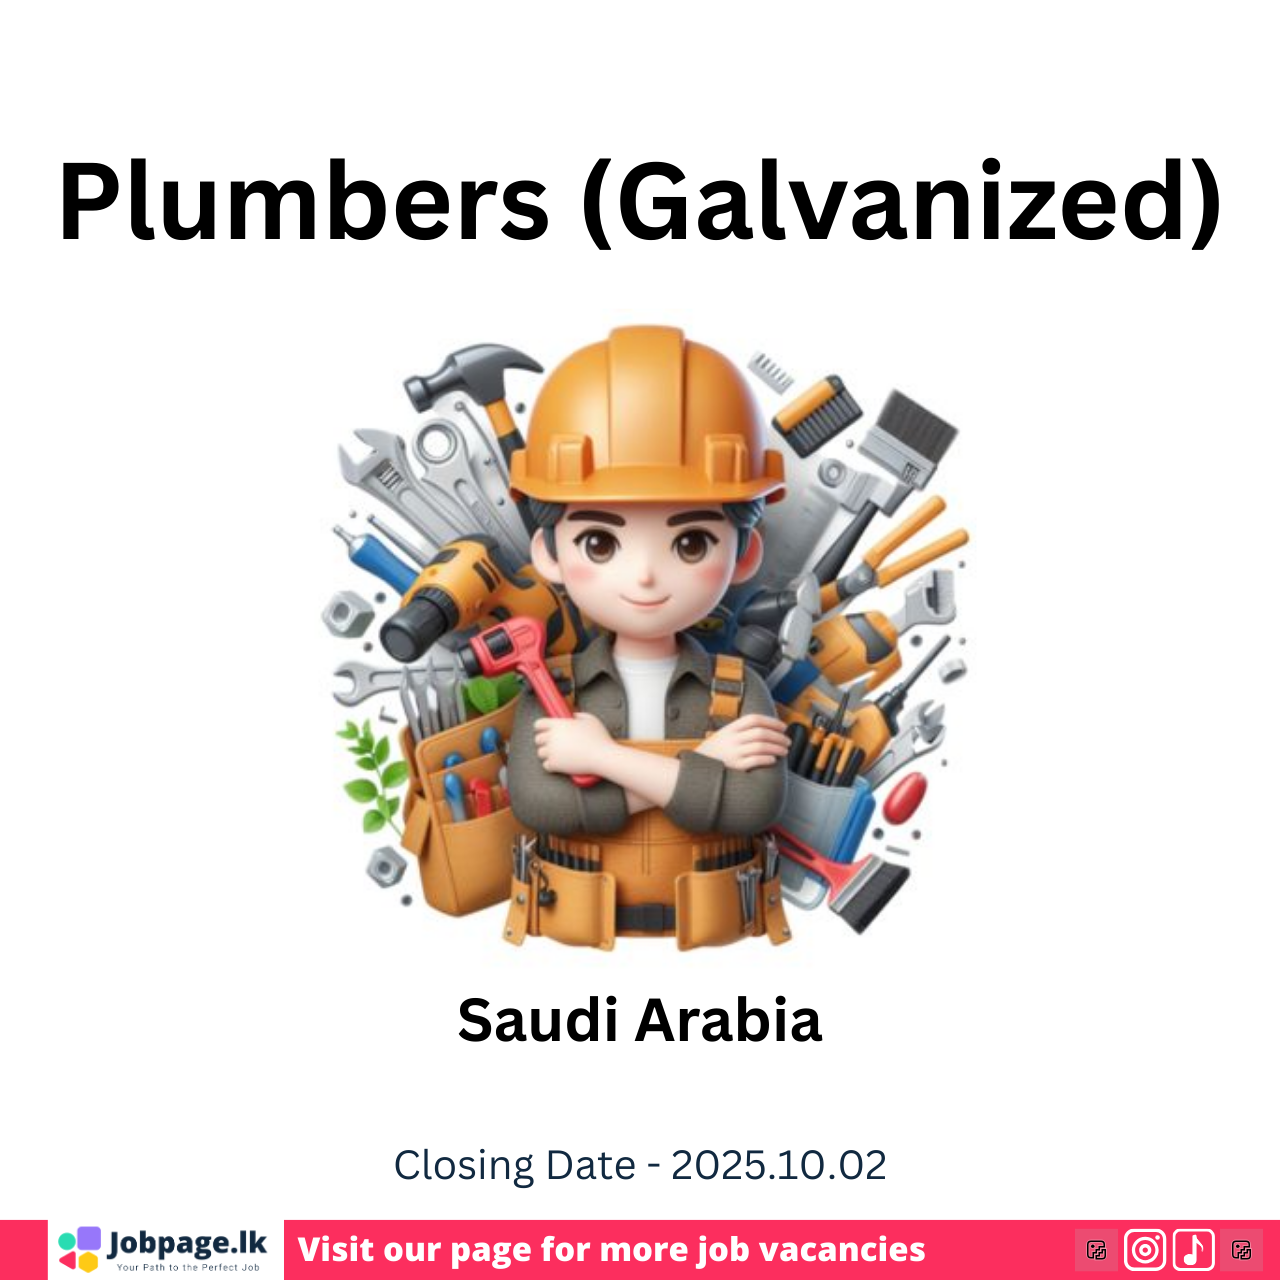 Plumbers (Galvanized)
Saudi Arabia
Closing Date - 2025.10.02
Jobpage.lk
Your Path to the Perfect Job
Visit our page for more job vacancies